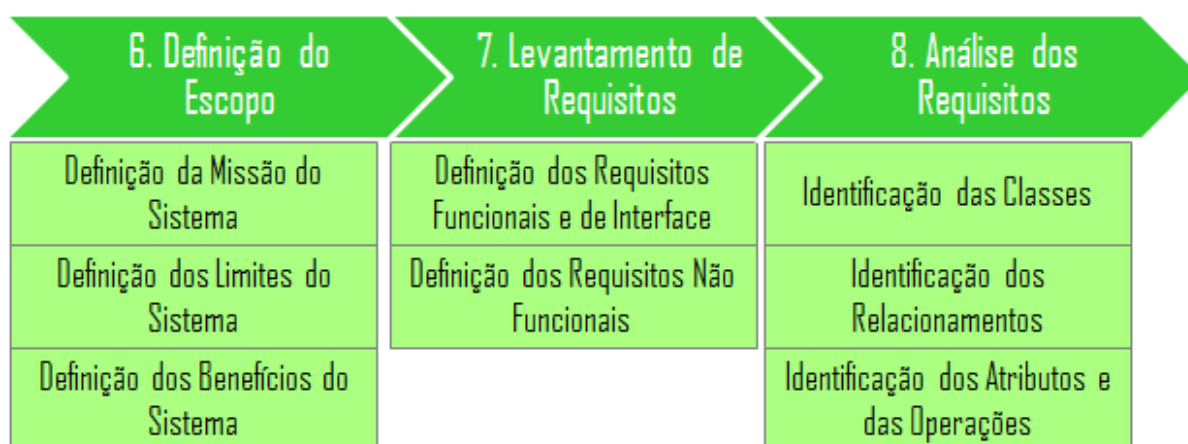 6. Definição do
Escopo
7. Levantamento de
Requisitos
8. Análise dos
Requisitos
Definição da Missão do
Sistema
Definição dos Limites do
Sistema
Definição dos Benefícios do
Sistema
Definição dos Requisitos
Funcionais e de Interface
Definição dos Requisitos Não
Funcionais
Identificação das Classes
Identificação dos
Relacionamentos
Identificação dos Atributos e
das Operações